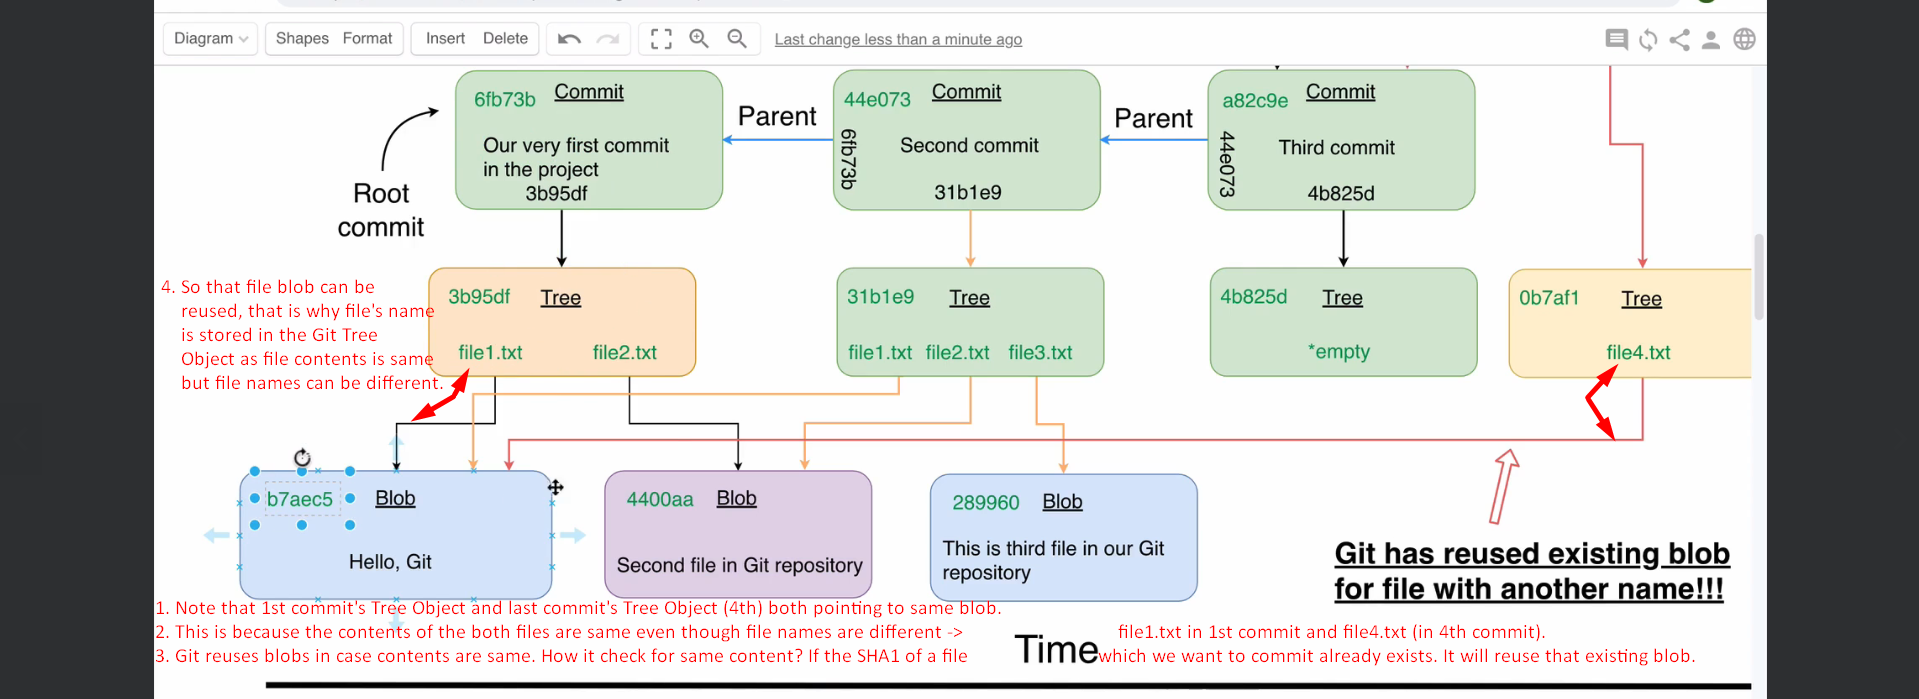 Diagram Shapes Format Insert Delete Last change less than a minute ago
6fb73b Commit
Our very first commit
in the project
3b95df
Parent
44e073 Commit
6fb73b
Second commit
31b1e9
Parent
a82c9e Commit
44e073
Third commit
4b825d
Root
commit
4. So that file blob can be
reused, that is why file's name
is stored in the Git Tree
Object as file contents is same
but file names can be different.
3b95df Tree
file1.txt file2.txt
31b1e9 Tree
file1.txt file2.txt file3.txt
4b825d Tree
*empty
0b7af1 Tree
file4.txt
b7aec5 Blob
Hello, Git
4400aa Blob
Second file in Git repository
289960 Blob
This is third file in our Git
repository
Git has reused existing blob
for file with another name!!!
1. Note that 1st commit's Tree Object and last commit's Tree Object (4th) both pointing to same blob.
2. This is because the contents of the both files are same even though file names are different -> file1.txt in 1st commit and file4.txt (in 4th commit).
3. Git reuses blobs in case contents are same. How it check for same content? If the SHA1 of a file which we want to commit already exists. It will reuse that existing blob.
Time